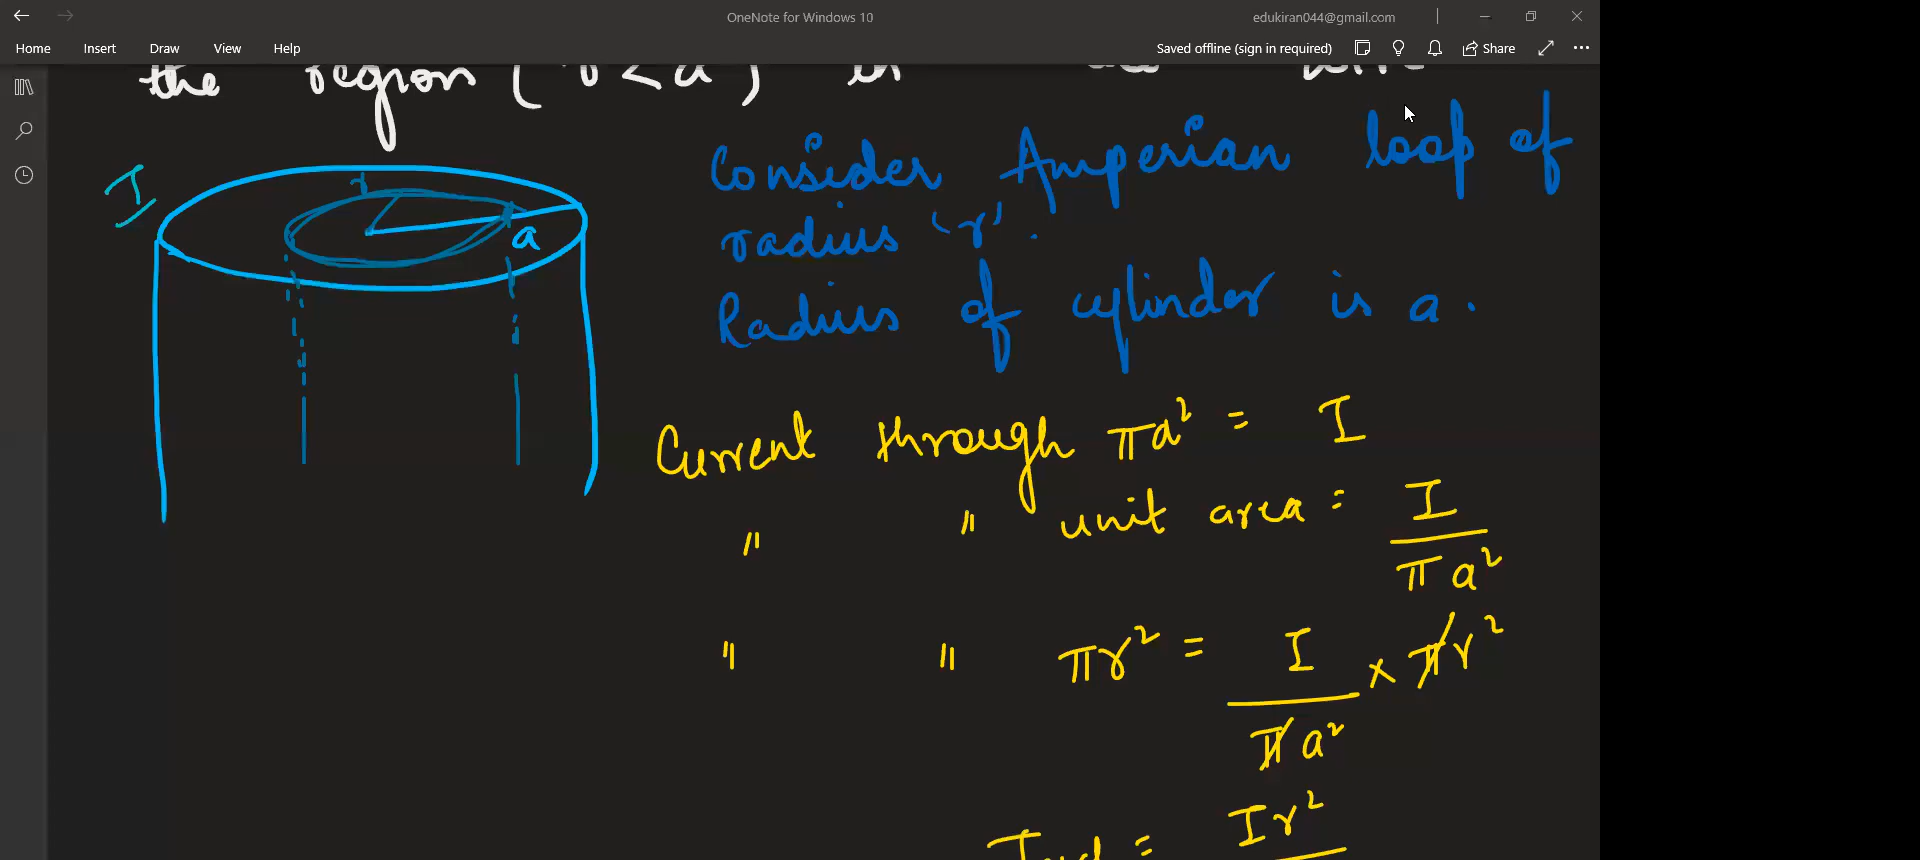 OneNote for Windows 10
edukiran044@gmail.com
Home Insert Draw View Help
Saved offline (sign in required)
Share
the region (r<a) in
I
r
a
Consider Amperian loop of
radius 'r'.
Radius of cylinder is a.
Current through πa² = I
" " unit area = I
πa²
" " πr² = I × πr²
πa²
= Ir²